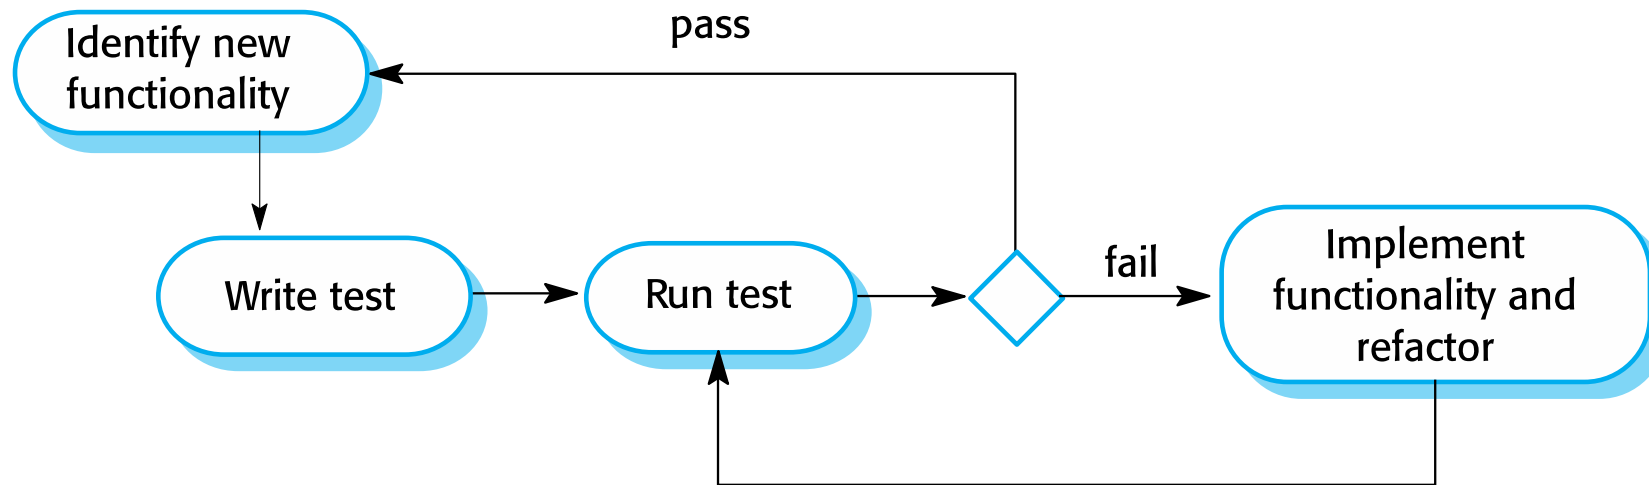 Identify new
functionality
pass
Write test
Run test
fail
Implement
functionality and
refactor